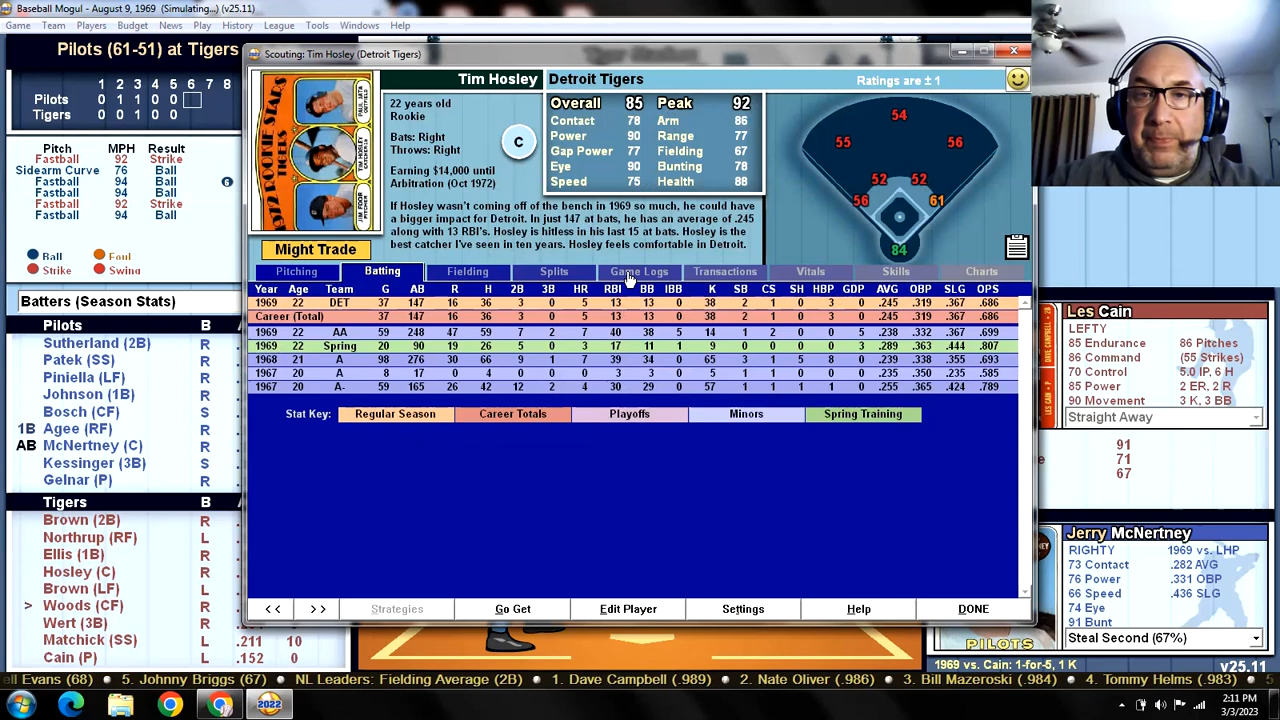 Baseball Mogul - August 9, 1969 (Simulating...) (v25.11)
Game Team Players Budget News Play History League Tools Windows Help
Pilots (61-51) at Tigers
1 2 3 4 5 6 7 8
Pilots 0 1 1 0 0
Tigers 0 1 1 0 0
Pitch MPH Result
Fastball 92 Strike
Sidearm Curve 76 Ball
Fastball 94 Ball 6
Fastball 94 Ball
Fastball 92 Strike
Fastball 94 Ball
Ball Foul
Strike Swing
Batters (Season Stats)
Pilots B
Sutherland (2B) R
Patek (SS) R
Piniella (LF) R
Johnson (1B) R
Bosch (CF) S
1B Agee (RF) R
AB McNertney (C) R
Kessinger (3B) S
Gelnar (P) R
Tigers B
Brown (2B) R
Northrup (RF) L
Ellis (1B) R
Hosley (C) R
Brown (LF) L
> Woods (CF) R
Wert (3B) R
Matchick (SS) L .211 10
Cain (P) L .152 0
Scouting: Tim Hosley (Detroit Tigers)
1972 ROOKIE STARS
TIGERS
PAUL JATA
OUTFIELD
TIM HOSLEY
JIM FOOR
PITCHER
Might Trade
Tim Hosley
22 years old
Rookie
Bats: Right
Throws: Right
Earning $14,000 until
Arbitration (Oct 1972)
C
Detroit Tigers
Ratings are ± 1
Overall 85 Peak 92
Contact 78 Arm 86
Power 90 Range 77
Gap Power 77 Fielding 67
Eye 90 Bunting 78
Speed 75 Health 88
If Hosley wasn't coming off of the bench in 1969 so much, he could have
a bigger impact for Detroit. In just 147 at bats, he has an average of .245
along with 13 RBI's. Hosley is hitless in his last 15 at bats. Hosley is the
best catcher I've seen in ten years. Hosley feels comfortable in Detroit.
54
55 56
52 52
56 61
84
Pitching Batting Fielding Splits Game Logs Transactions Vitals Skills Charts
Year Age Team G AB R H 2B 3B HR RBI BB IBB K SB CS SH HBP GDP AVG OBP SLG OPS
1969 22 DET 37 147 16 36 3 0 5 13 13 0 38 2 1 0 3 0 .245 .319 .367 .686
Career (Total) 37 147 16 36 3 0 5 13 13 0 38 2 1 0 3 0 .245 .319 .367 .686
1969 22 AA 59 248 47 59 7 2 7 40 38 5 14 1 2 0 0 5 .238 .332 .367 .699
1969 22 Spring 20 90 19 26 5 0 3 17 11 1 9 0 0 0 0 3 .289 .363 .444 .807
1968 21 A 82 276 30 66 9 1 7 39 34 0 65 3 5 8 0 .239 .338 .355 .693
1967 20 A 8 17 0 4 0 0 0 3 3 0 5 1 1 0 0 0 .235 .350 .235 .585
1967 20 A- 59 165 26 42 12 2 4 30 29 0 57 1 1 1 1 0 .255 .365 .424 .789
Stat Key: Regular Season Career Totals Playoffs Minors Spring Training
<< >> Strategies Go Get Edit Player Settings Help DONE
Les Cain
LEFTY
85 Endurance 86 Pitches
86 Command (55 Strikes)
70 Control 5.0 IP, 6 H
85 Power 2 ER, 2 R
90 Movement 3 K, 3 BB
Straight Away
91
71
67
Jerry McNertney
RIGHTY 1969 vs. LHP
73 Contact .282 AVG
76 Power .331 OBP
66 Speed .436 SLG
74 Eye
91 Bunt
Steal Second (67%)
PILOTS
1969 vs. Cain: 1-for-5, 1 K
v25.11
ell Evans (68) 5. Johnny Briggs (67) NL Leaders: Fielding Average (2B) 1. Dave Campbell (.989) 2. Nate Oliver (.986) 3. Bill Mazeroski (.984) 4. Tommy Helms (.983) 5
2022
2:11 PM
3/3/2023